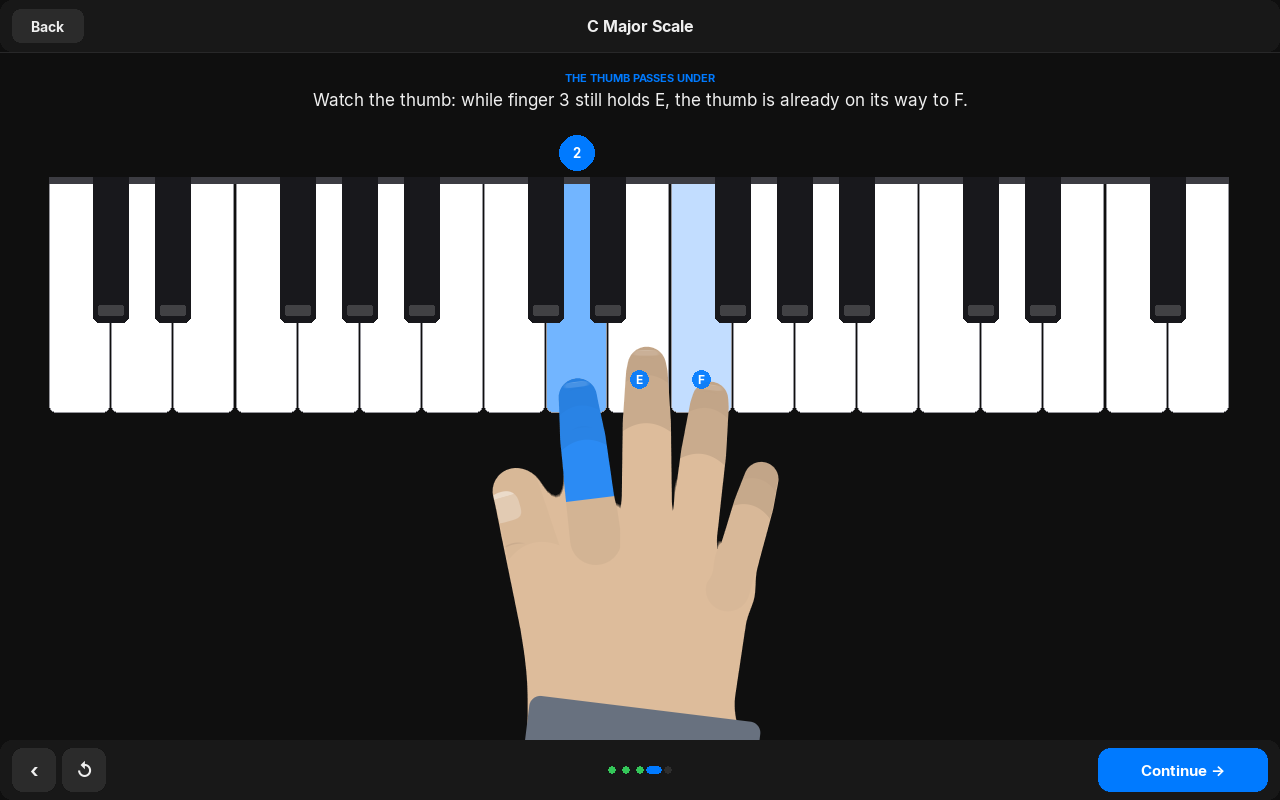 Back
C Major Scale
THE THUMB PASSES UNDER
Watch the thumb: while finger 3 still holds E, the thumb is already on its way to F.
2
E
F
Continue →